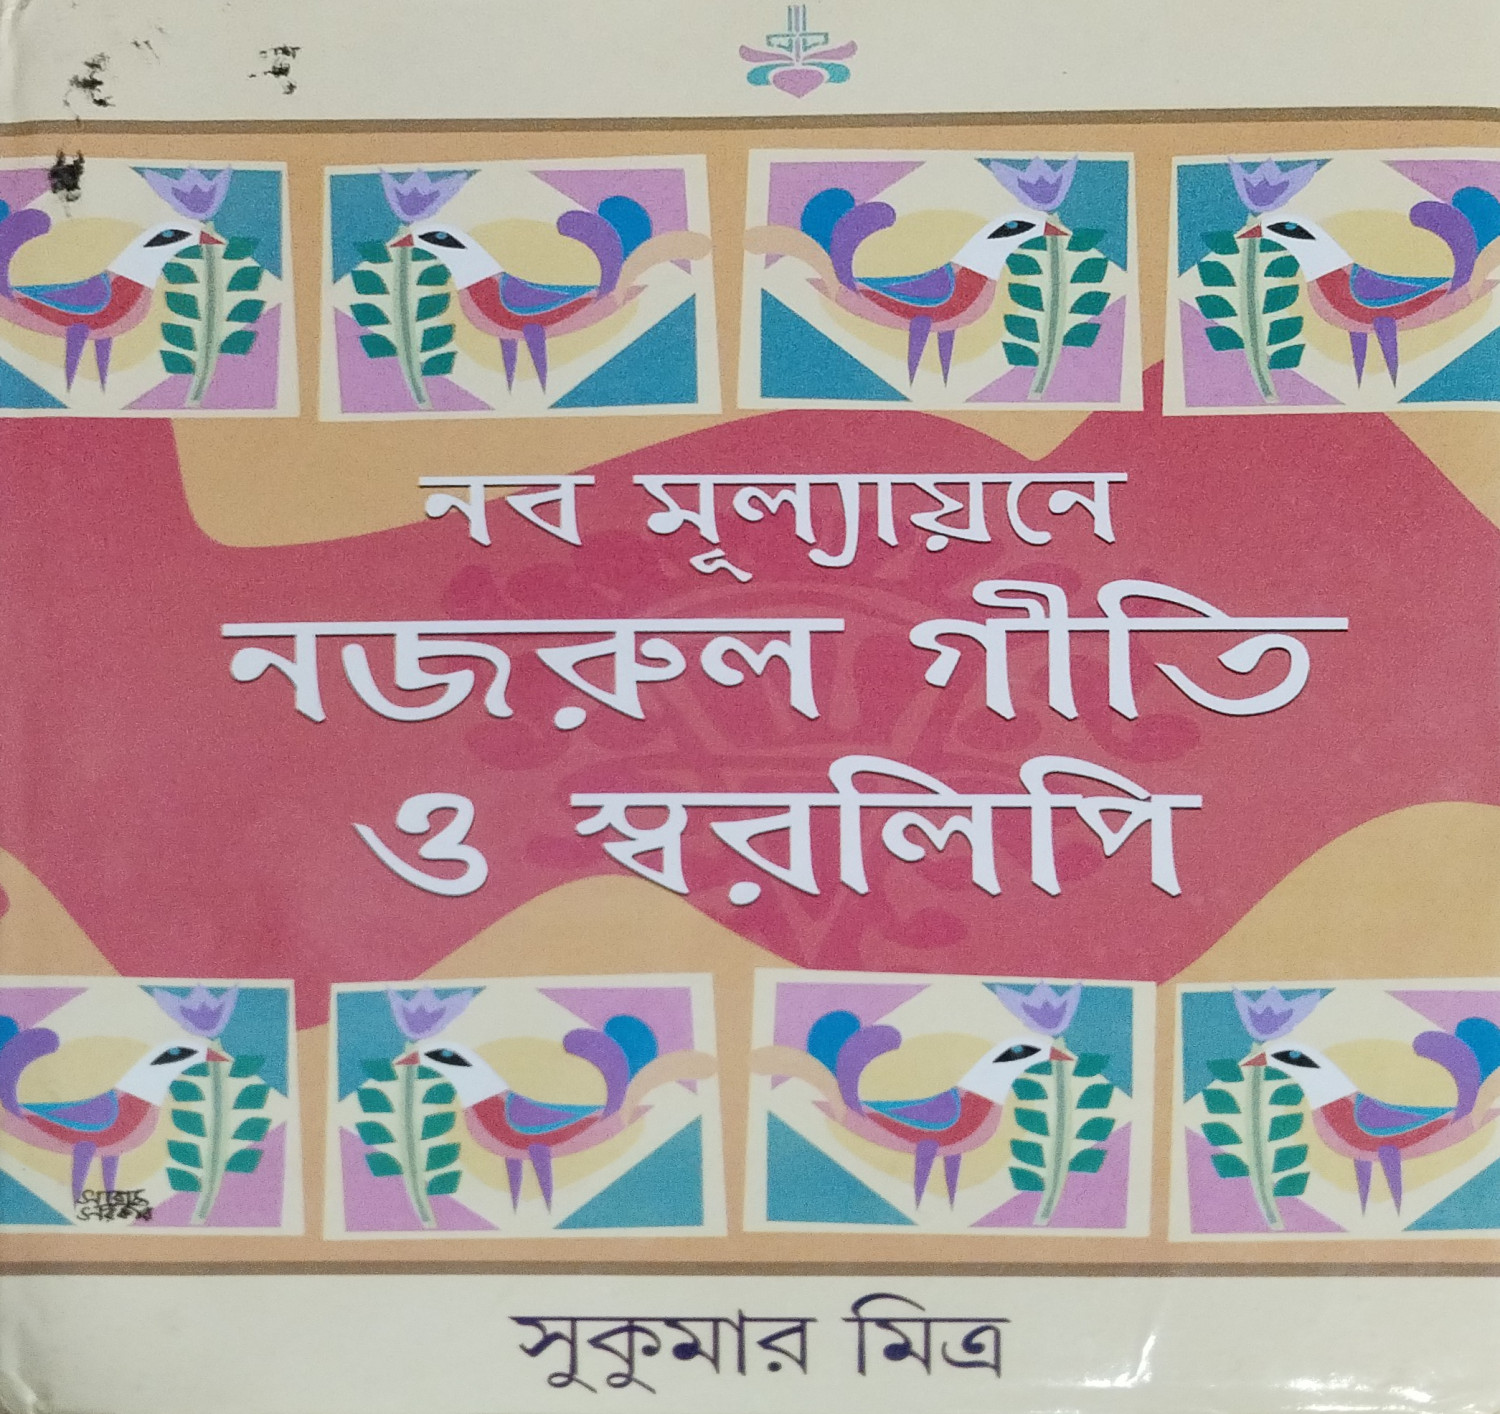 নব মূল্যায়নে
নজরুল গীতি
ও স্বরলিপি
সুকুমার মিত্র